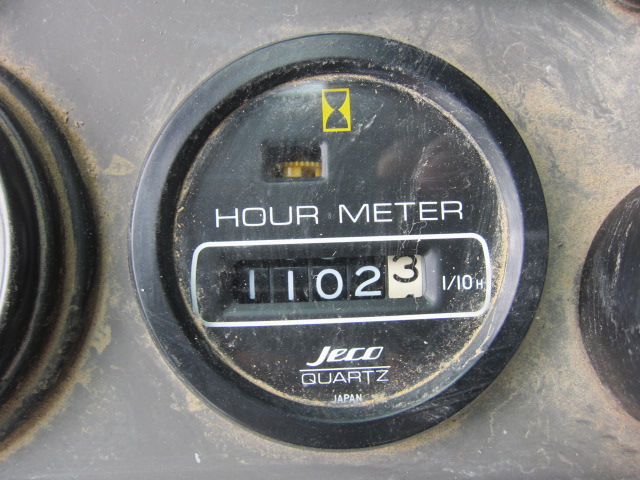 HOUR METER
11023 1/10H
Jeco
QUARTZ
JAPAN